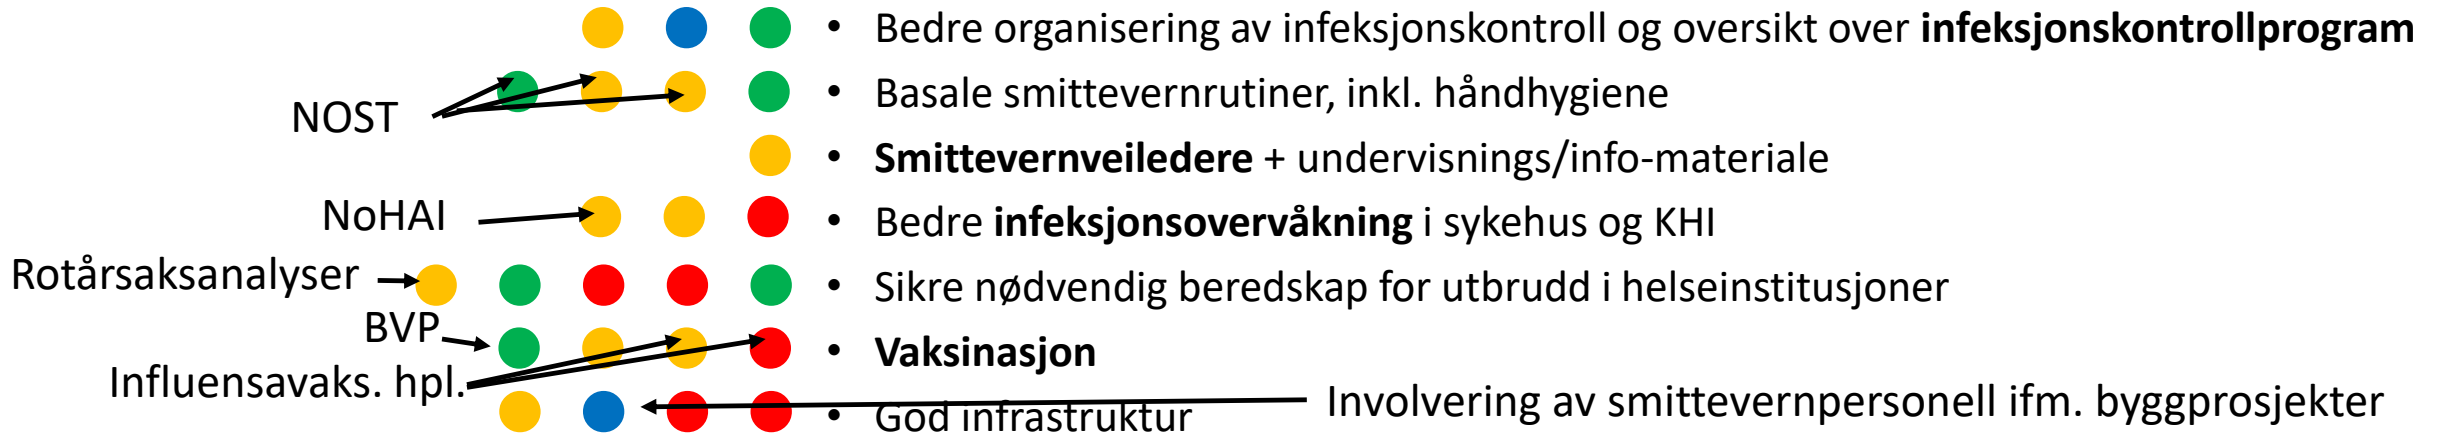 • Bedre organisering av infeksjonskontroll og oversikt over infeksjonskontrollprogram
NOST
• Basale smittevernrutiner, inkl. håndhygiene
• Smittevernveiledere + undervisnings/info-materiale
NoHAI
• Bedre infeksjonsovervåkning i sykehus og KHI
Rotårsaksanalyser
• Sikre nødvendig beredskap for utbrudd i helseinstitusjoner
BVP
• Vaksinasjon
Influensavaks. hpl.
• God infrastruktur
Involvering av smittevernpersonell ifm. byggprosjekter